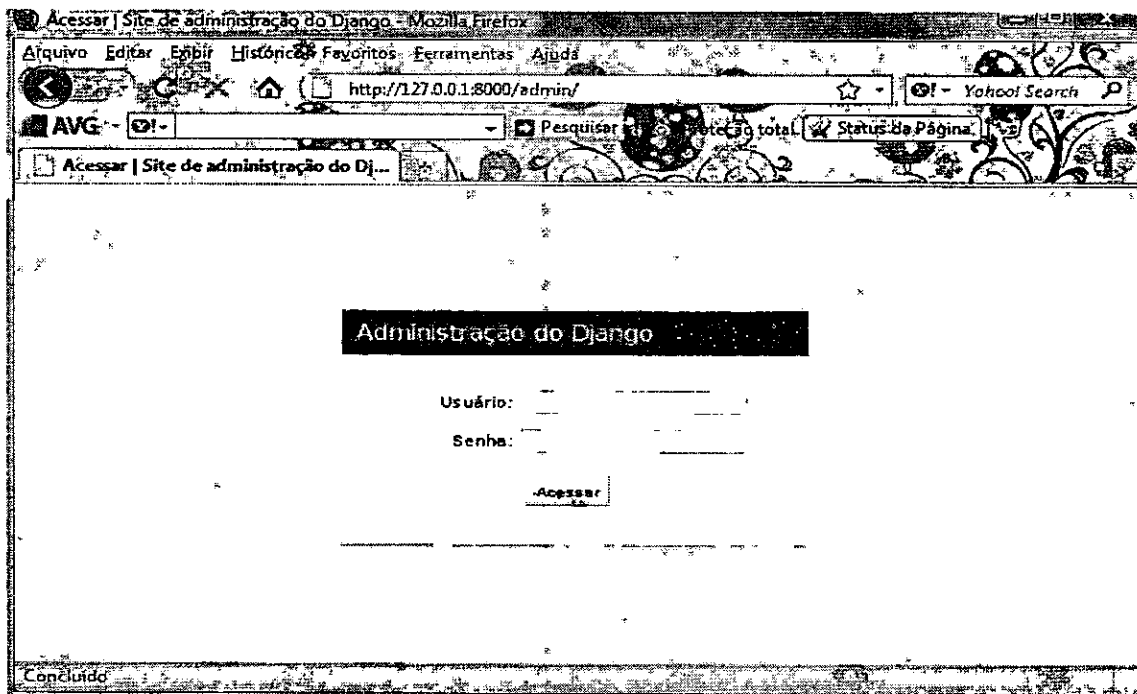 Acessar | Site de administração do Django - Mozilla Firefox
Arquivo Editar Exibir Históricos Favoritos Ferramentas Ajuda
http://127.0.0.1:8000/admin/ Yahoo! Search
AVG Pesquisar total Status da Página
Acessar | Site de administração do Dj...
Administração do Django
Usuário:
Senha:
Acessar
Concluído